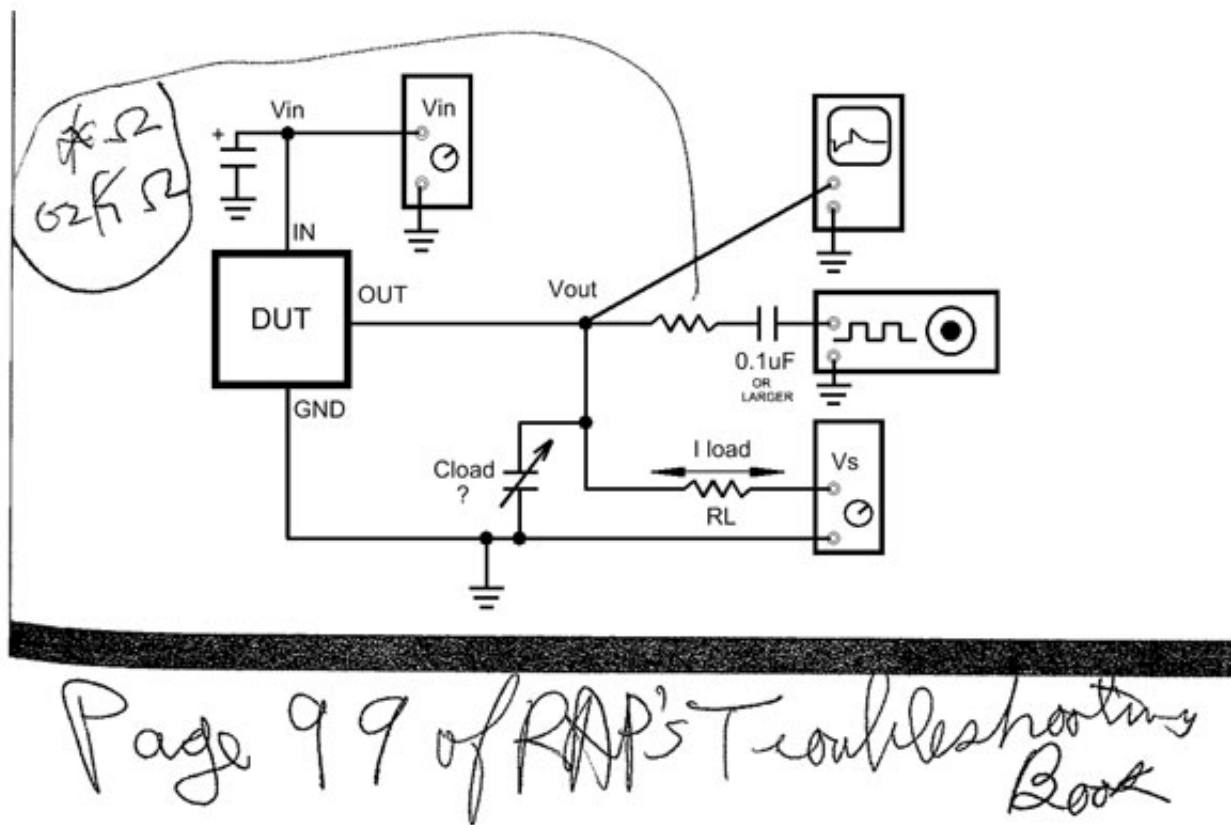 Ω
Ω
Vin
Vin
+
IN
OUT
DUT
Vout
GND
0.1uF
OR
LARGER
Cload
?
I load
RL
Vs
Page 99 of RAP's Troubleshooting
Book